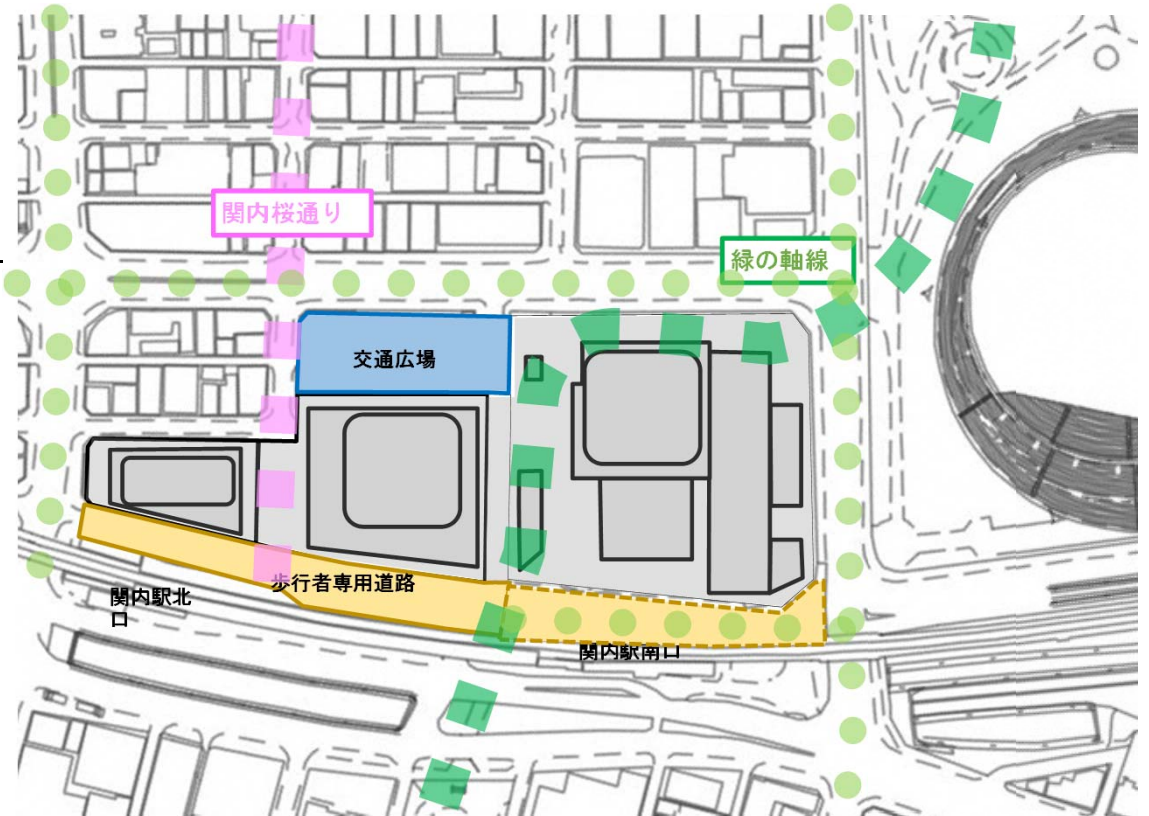 関内桜通り
緑の軸線
交通広場
歩行者専用道路
関内駅北
口
関内駅南口